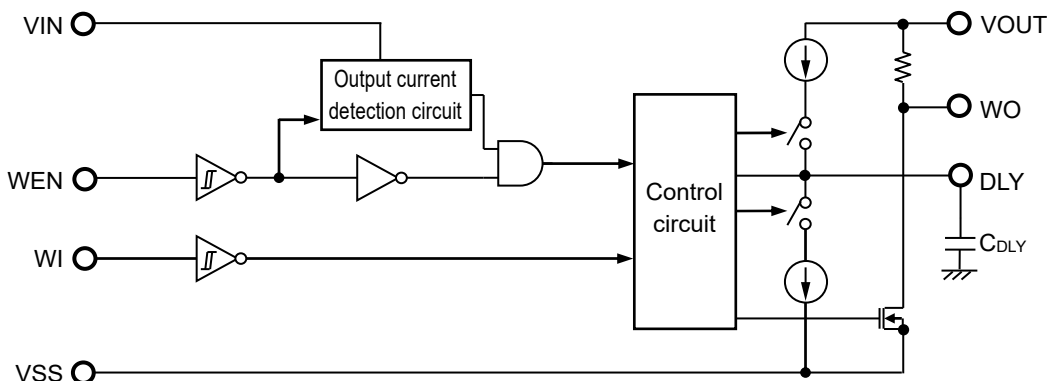 VIN
VOUT
Output current
detection circuit
WO
WEN
DLY
Control
circuit
WI
CDLY
VSS